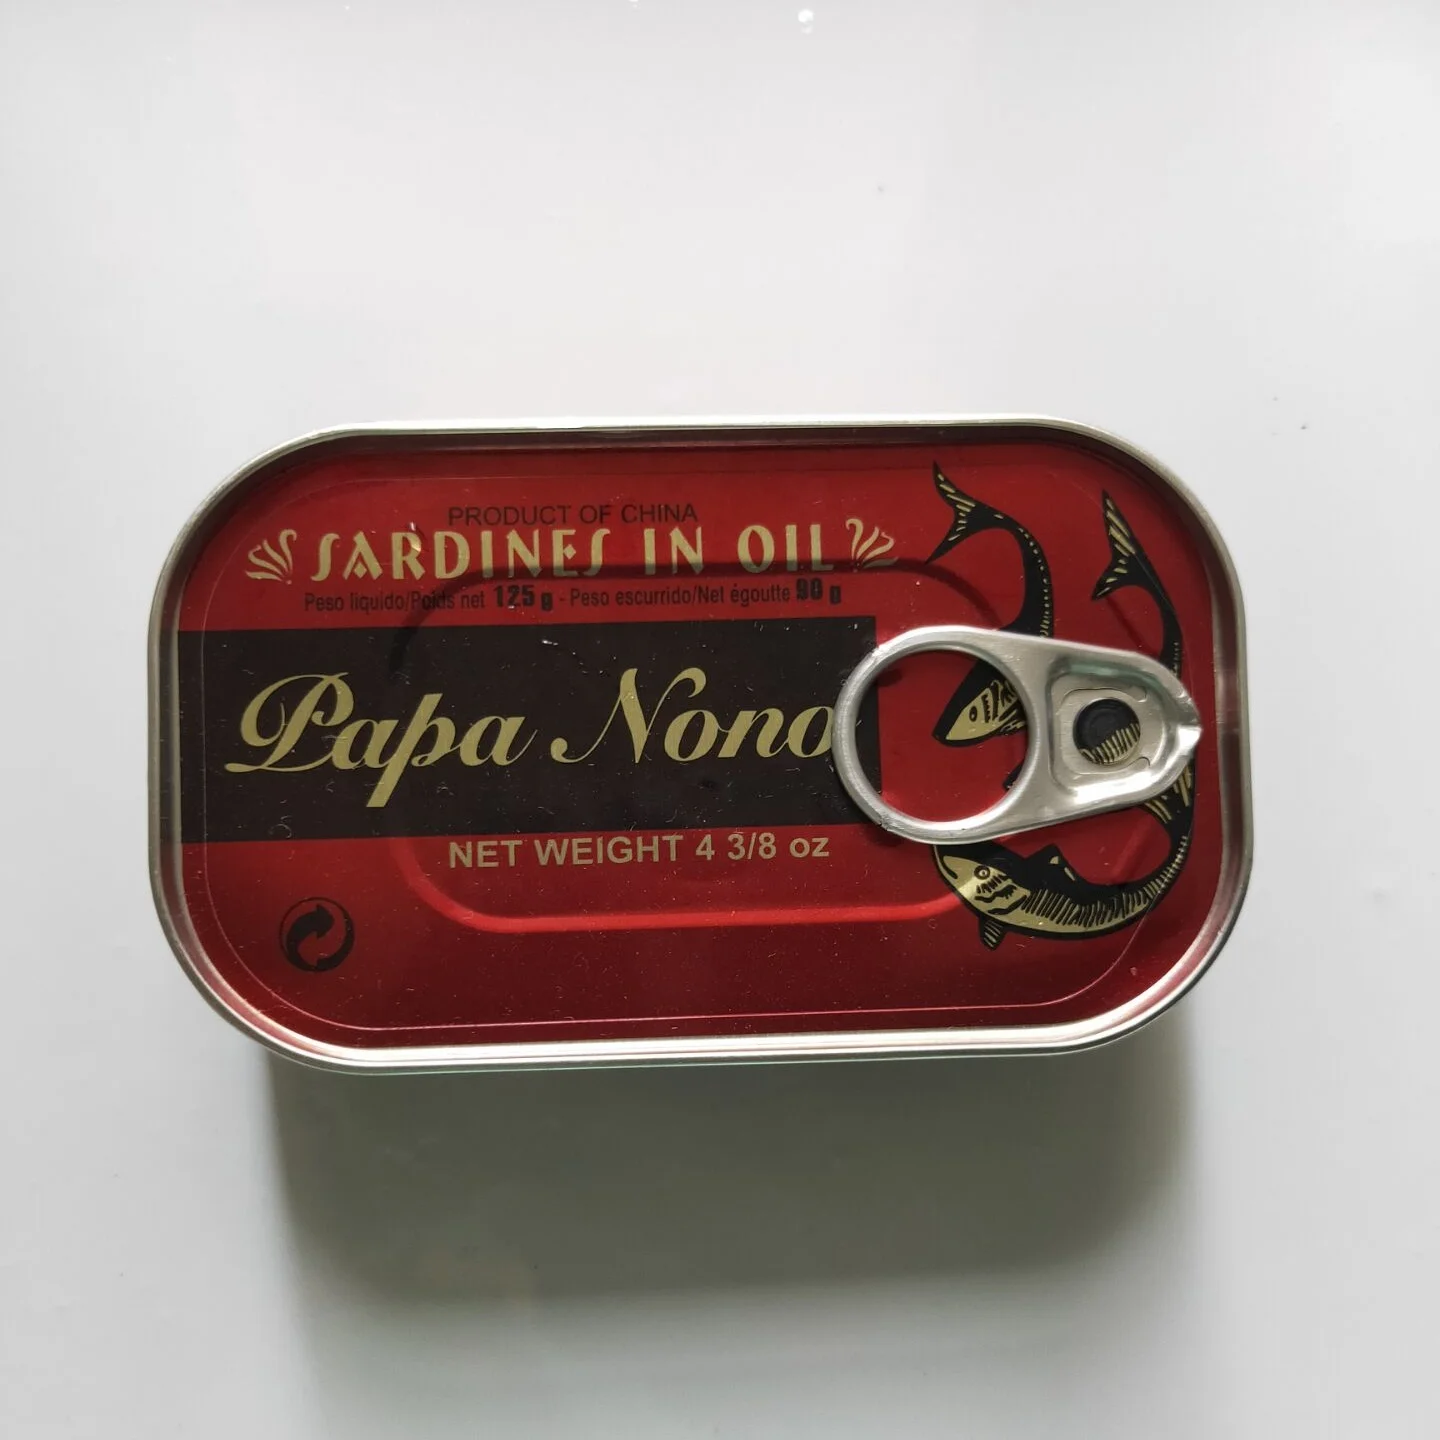 PRODUCT OF CHINA
SARDINES IN OIL
Peso liquido/Poids net 125 g - Peso escurrido/Net égoutte 90 g
Papa Nono
NET WEIGHT 4 3/8 oz